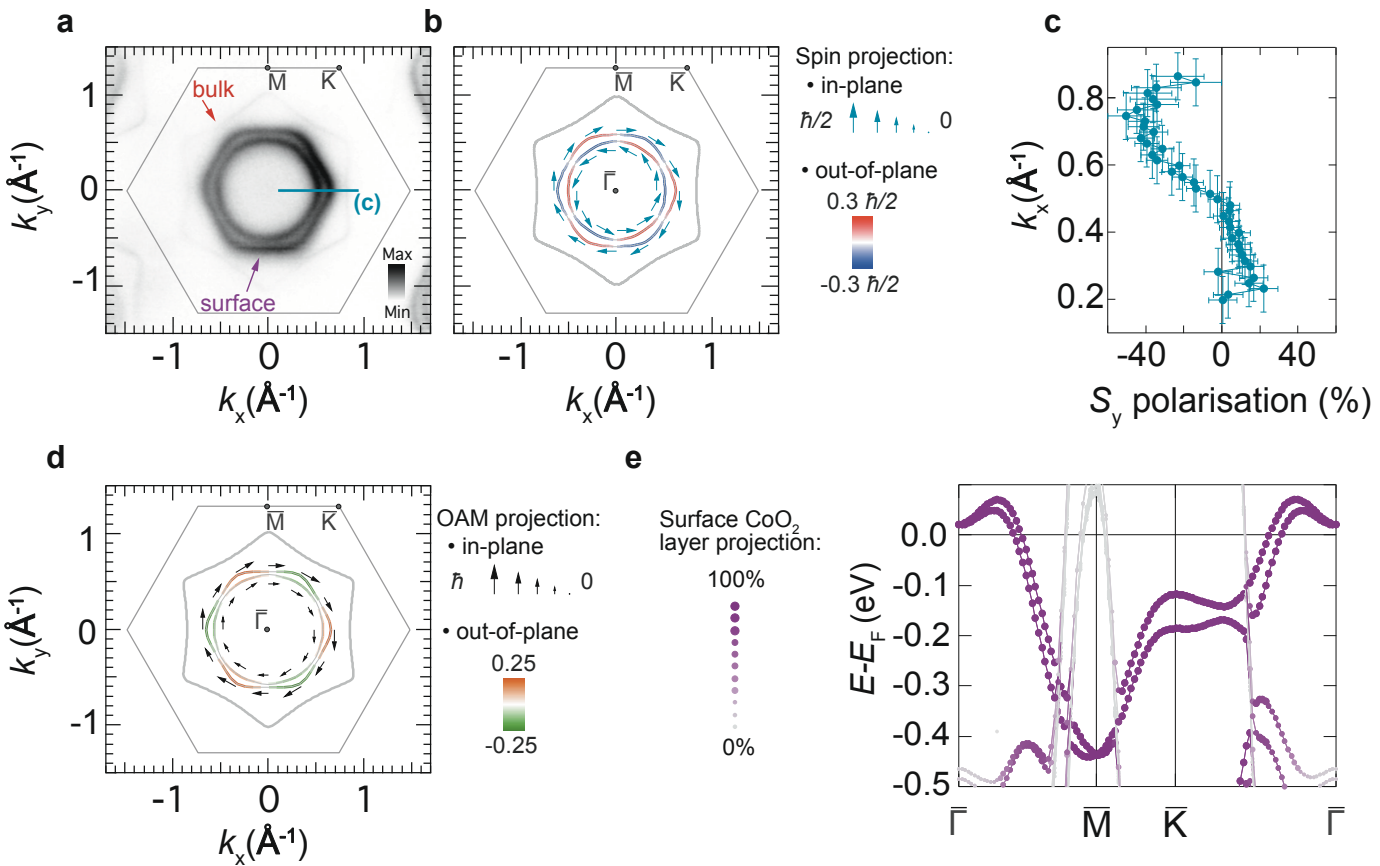 a
bulk
M̅
K̅
(c)
surface
Max
Min
1
0
-1
k_y(Å⁻¹)
-1 0 1
k_x(Å⁻¹)
b
M̅
K̅
Γ̅
1
0
-1
-1 0 1
k_x(Å⁻¹)
Spin projection:
• in-plane
ħ/2
0
• out-of-plane
0.3 ħ/2
-0.3 ħ/2
c
0.8
0.6
0.4
0.2
k_x(Å⁻¹)
-40 0 40
S_y polarisation (%)
d
M̅
K̅
Γ̅
1
0
-1
k_y(Å⁻¹)
-1 0 1
k_x(Å⁻¹)
OAM projection:
• in-plane
ħ
0
• out-of-plane
0.25
-0.25
e
Surface CoO₂
layer projection:
100%
0%
0.0
-0.1
-0.2
-0.3
-0.4
-0.5
E-E_F (eV)
Γ̅ M̅ K̅ Γ̅